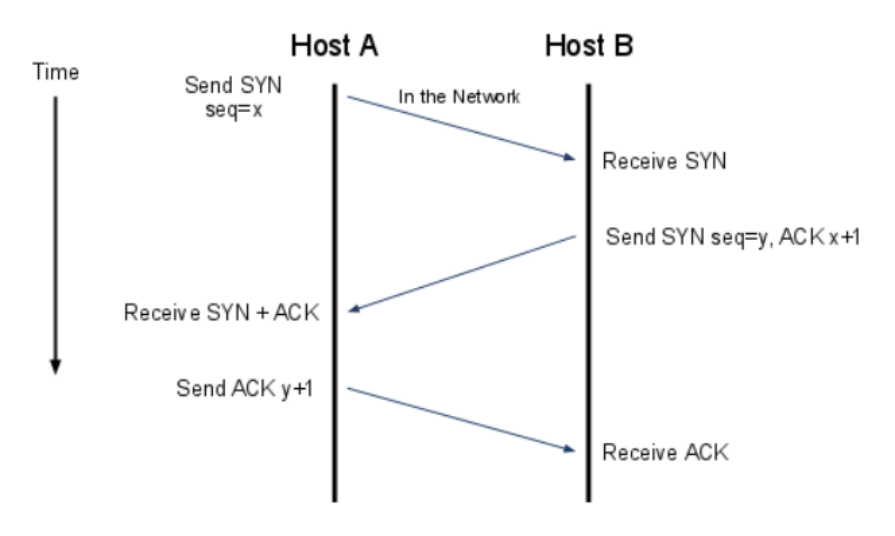 Host A
Host B
Time
Send SYN
seq=x
In the Network
Receive SYN
Send SYN seq=y, ACK x+1
Receive SYN + ACK
Send ACK y+1
Receive ACK